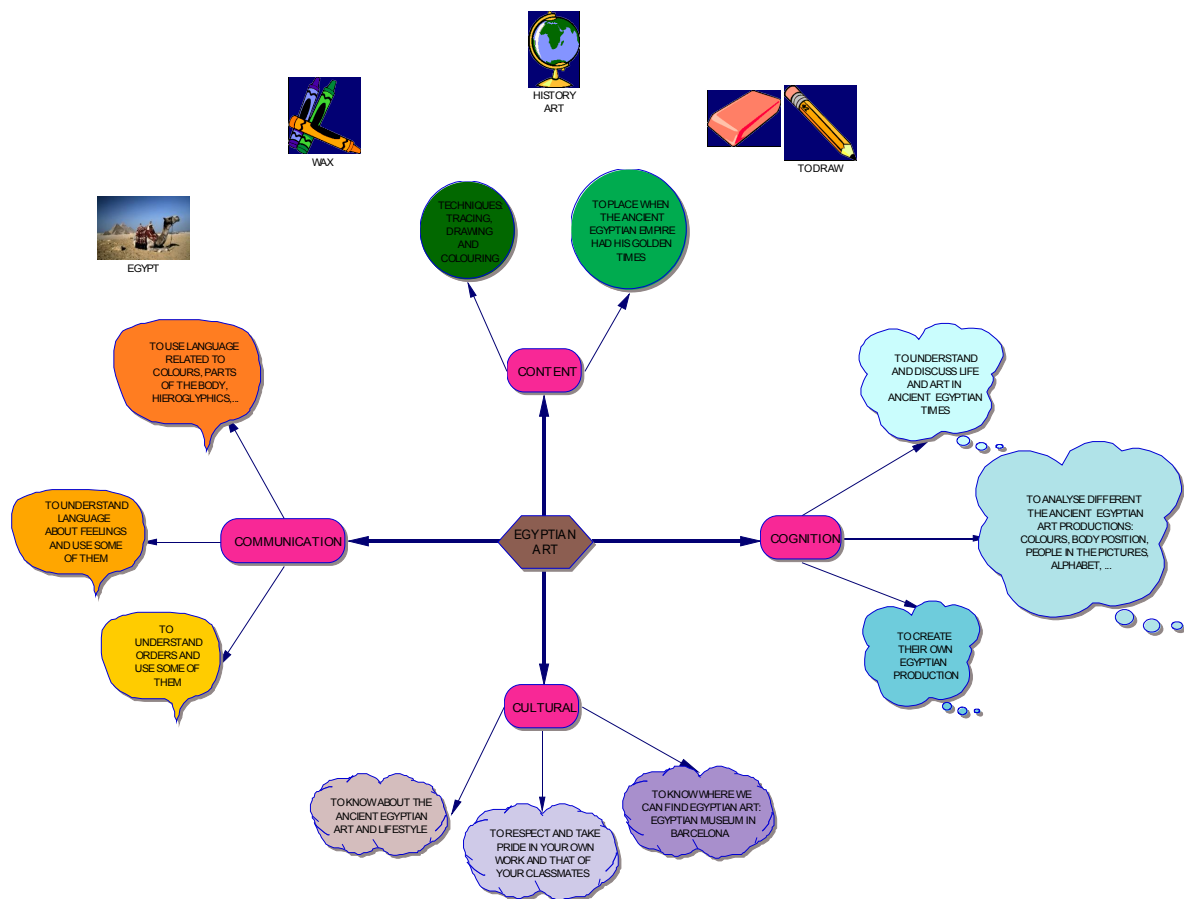 HISTORY
ART
WAX
TO DRAW
EGYPT
TECHNIQUES:
TRACING,
DRAWING
AND
COLOURING
TO PLACE WHEN
THE ANCIENT
EGYPTIAN EMPIRE
HAD HIS GOLDEN
TIMES
CONTENT
TO USE LANGUAGE
RELATED TO
COLOURS, PARTS
OF THE BODY,
HIEROGLYPHICS,...
TO UNDERSTAND
LANGUAGE
ABOUT FEELINGS
AND USE SOME
OF THEM
TO
UNDERSTAND
ORDERS AND
USE SOME OF
THEM
COMMUNICATION
EGYPTIAN
ART
COGNITION
TO UNDERSTAND
AND DISCUSS LIFE
AND ART IN
ANCIENT EGYPTIAN
TIMES
TO ANALYSE DIFFERENT
THE ANCIENT EGYPTIAN
ART PRODUCTIONS:
COLOURS, BODY POSITION,
PEOPLE IN THE PICTURES,
ALPHABET, ...
TO CREATE
THEIR OWN
EGYPTIAN
PRODUCTION
CULTURAL
TO KNOW ABOUT THE
ANCIENT EGYPTIAN
ART AND LIFESTYLE
TO RESPECT AND TAKE
PRIDE IN YOUR OWN
WORK AND THAT OF
YOUR CLASSMATES
TO KNOW WHERE WE
CAN FIND EGYPTIAN ART:
EGYPTIAN MUSEUM IN
BARCELONA